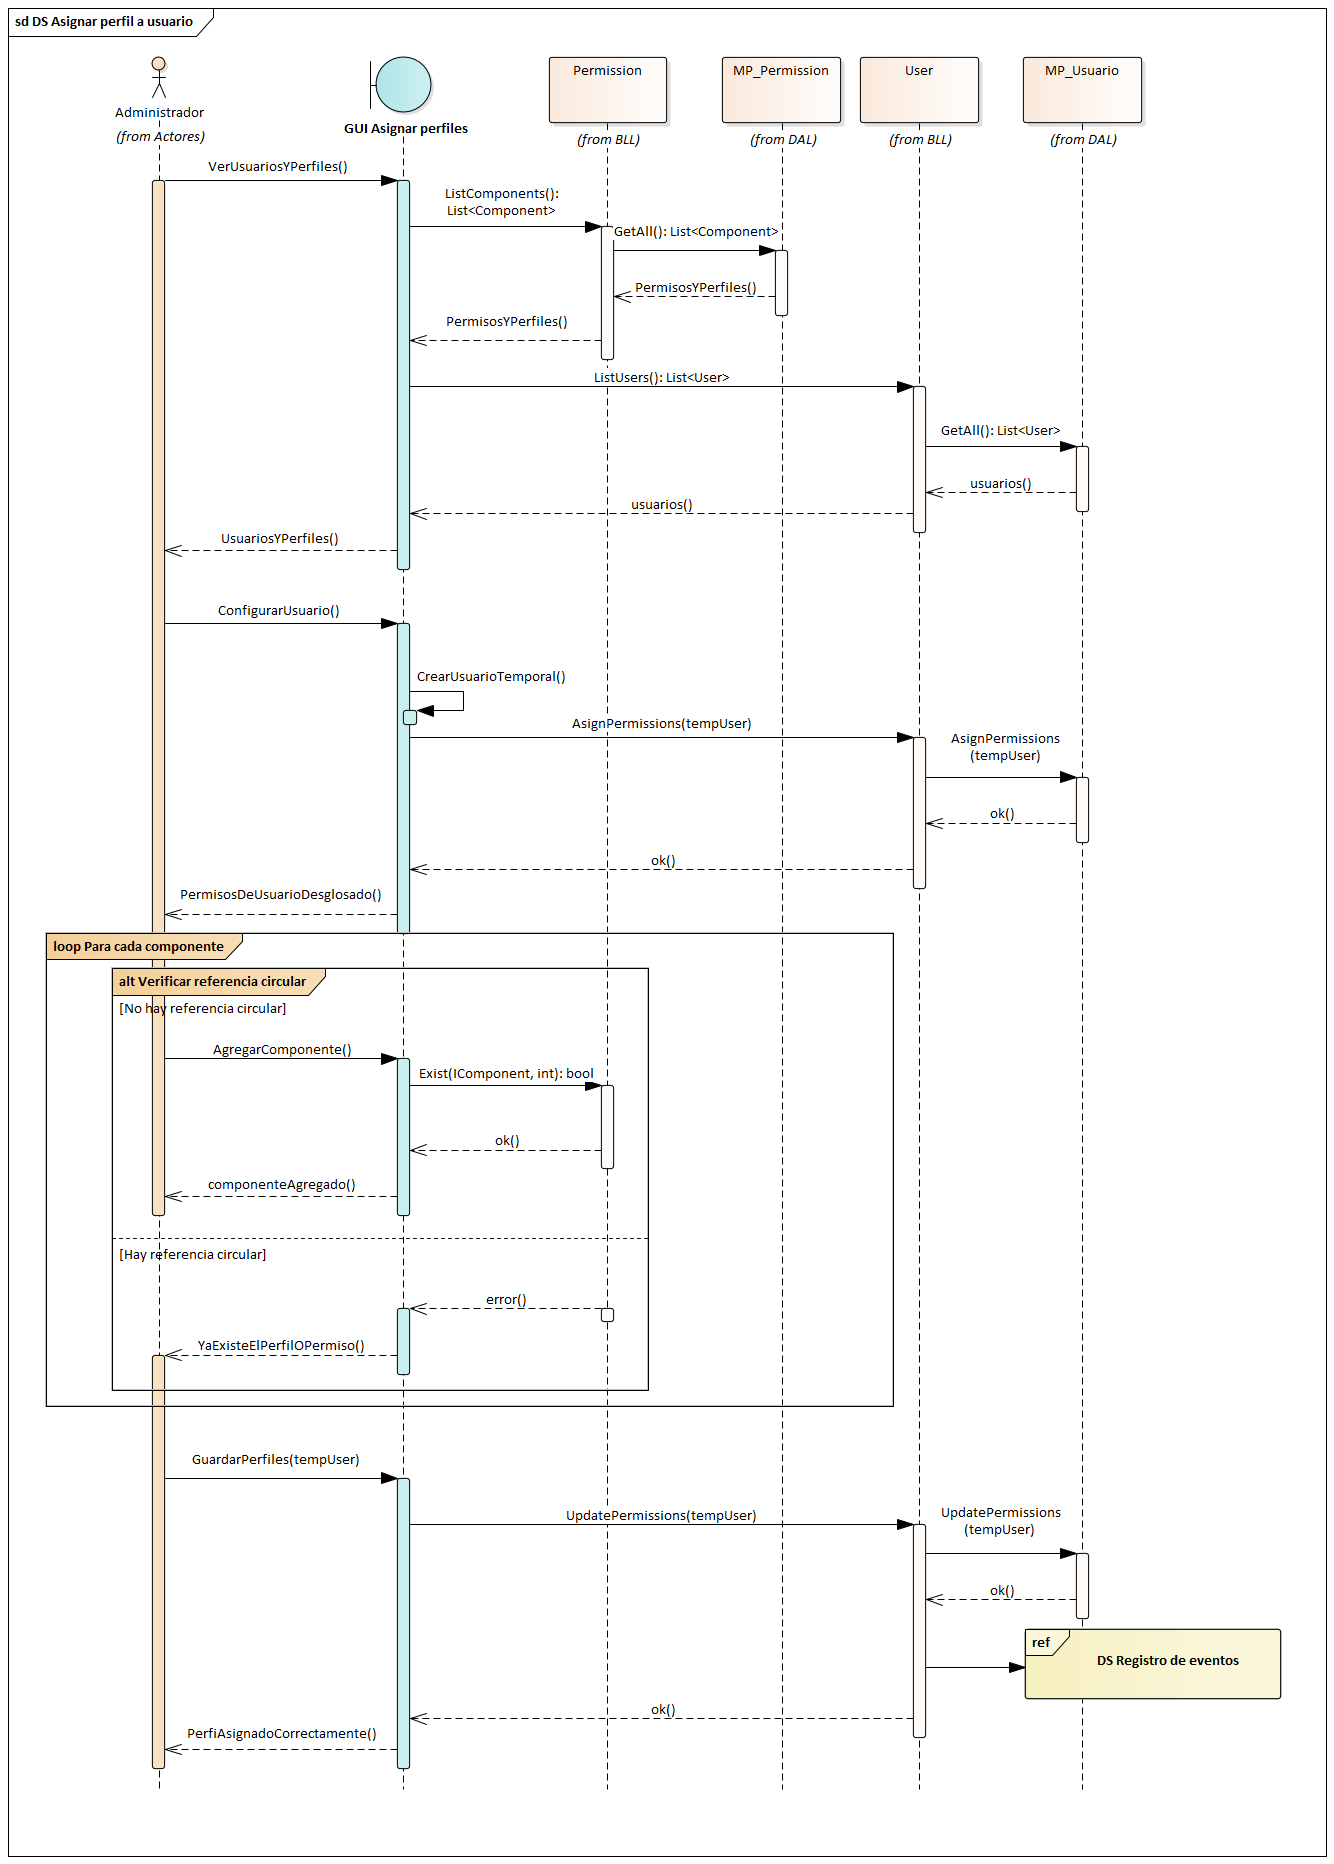 sd DS Asignar perfil a usuario
Administrador
(from Actores)
GUI Asignar perfiles
Permission
(from BLL)
MP_Permission
(from DAL)
User
(from BLL)
MP_Usuario
(from DAL)
VerUsuariosYPerfiles()
ListComponents():
List<Component>
GetAll(): List<Component>
PermisosYPerfiles()
PermisosYPerfiles()
ListUsers(): List<User>
GetAll(): List<User>
usuarios()
usuarios()
UsuariosYPerfiles()
ConfigurarUsuario()
CrearUsuarioTemporal()
AsignPermissions(tempUser)
AsignPermissions
(tempUser)
ok()
ok()
PermisosDeUsuarioDesglosado()
loop Para cada componente
alt Verificar referencia circular
[No hay referencia circular]
AgregarComponente()
Exist(IComponent, int): bool
ok()
componenteAgregado()
[Hay referencia circular]
error()
YaExisteElPerfilOPermiso()
GuardarPerfiles(tempUser)
UpdatePermissions(tempUser)
UpdatePermissions
(tempUser)
ok()
ref
DS Registro de eventos
ok()
PerfiAsignadoCorrectamente()